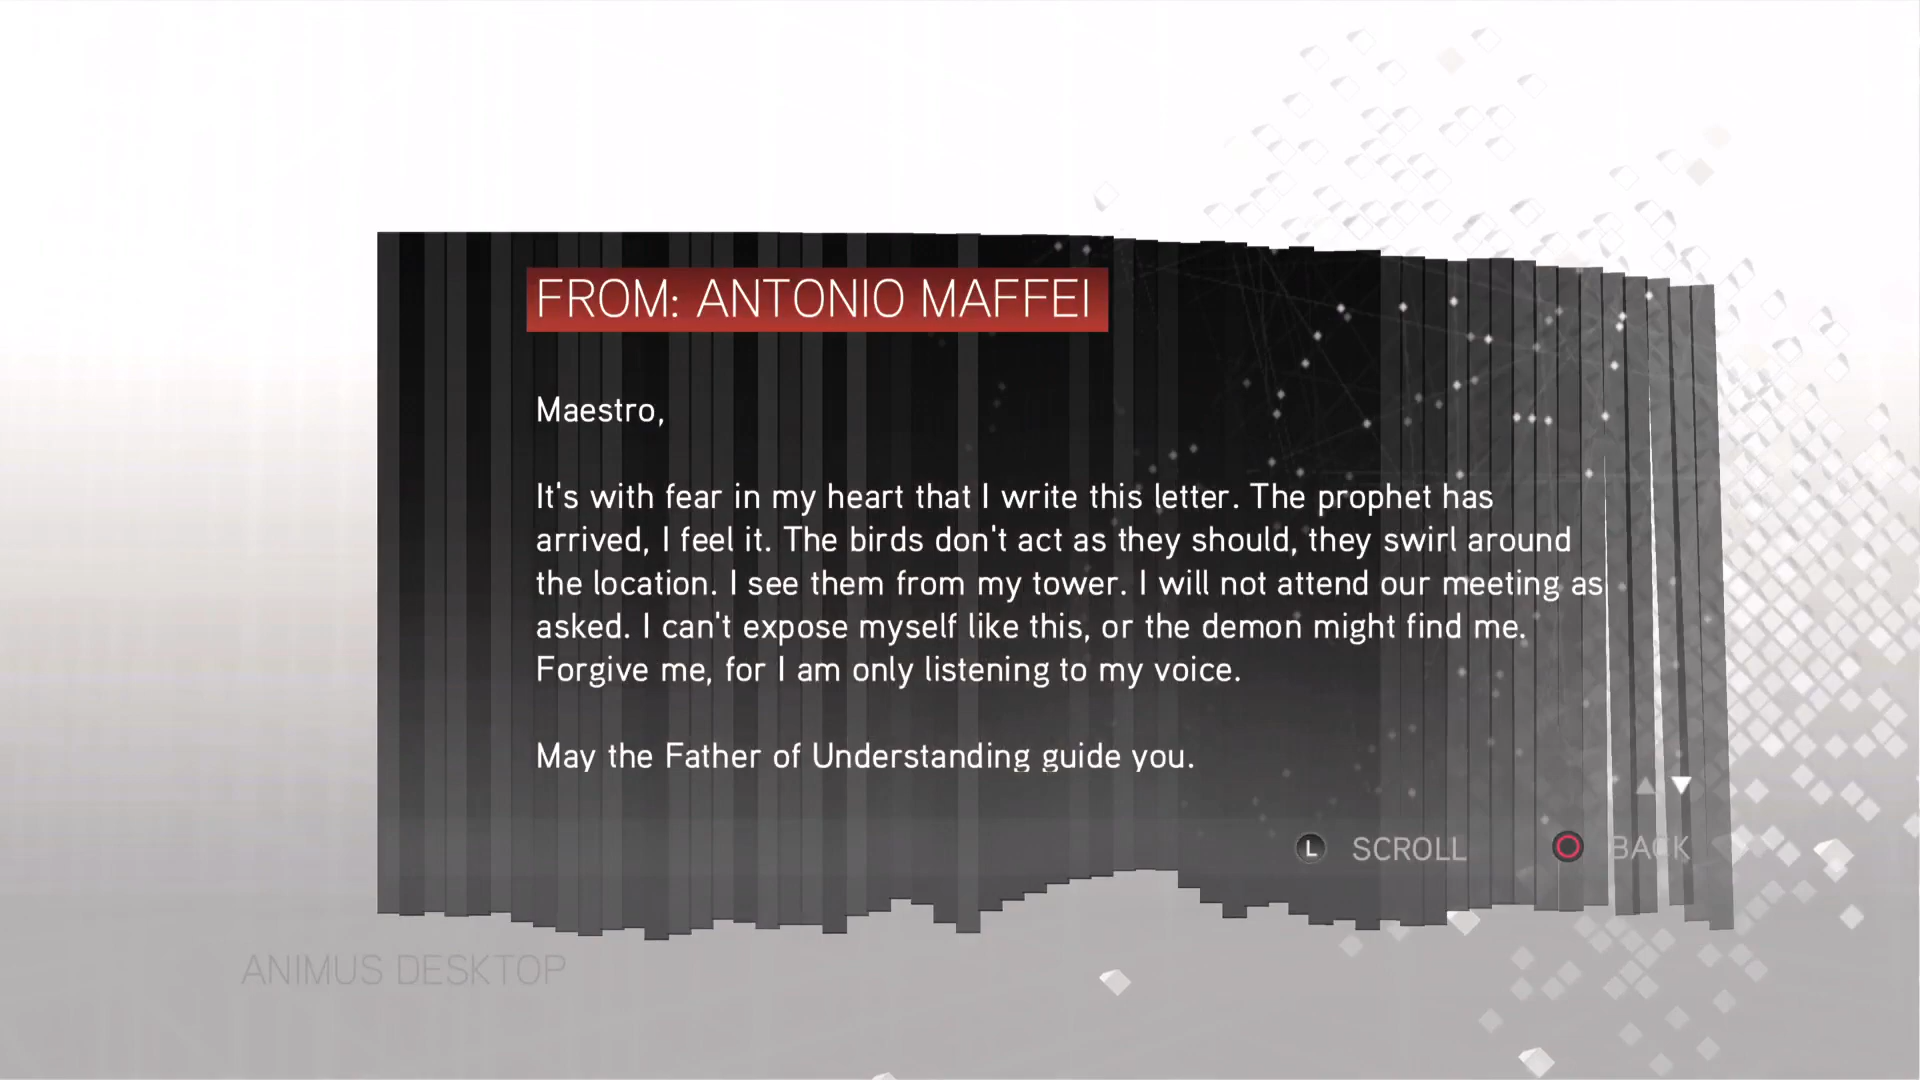 FROM: ANTONIO MAFFEI
Maestro,
It's with fear in my heart that I write this letter. The prophet has
arrived, I feel it. The birds don't act as they should, they swirl around
the location. I see them from my tower. I will not attend our meeting as
asked. I can't expose myself like this, or the demon might find me.
Forgive me, for I am only listening to my voice.
May the Father of Understanding guide you.
L SCROLL BACK
ANIMUS DESKTOP